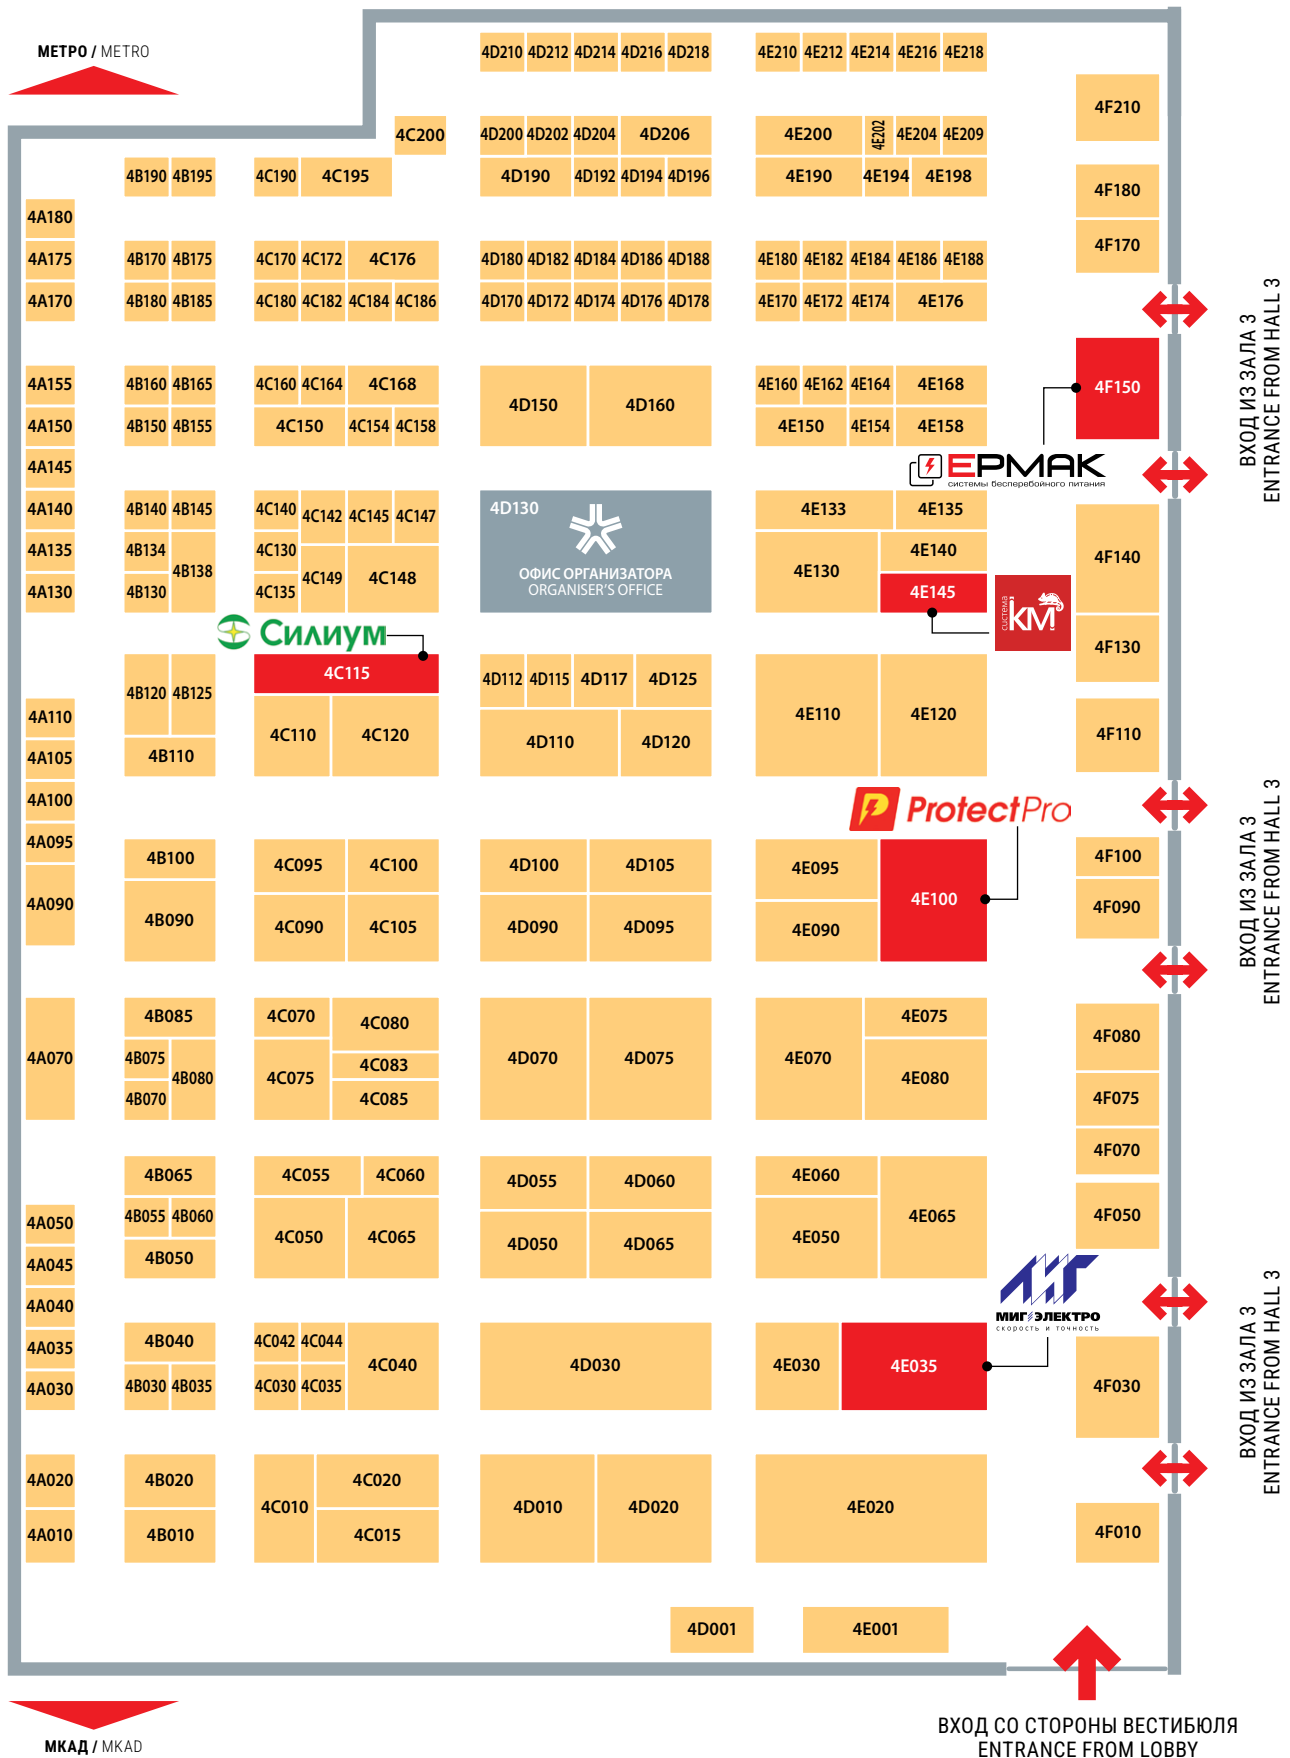 МЕТРО / METRO
4D210 4D212 4D214 4D216 4D218 4E210 4E212 4E214 4E216 4E218
4F210
4C200 4D200 4D202 4D204 4D206 4E200 4E202 4E204 4E209
4B190 4B195 4C190 4C195 4D190 4D192 4D194 4D196 4E190 4E194 4E198
4F180
4A180
4F170
4A175 4B170 4B175 4C170 4C172 4C176 4D180 4D182 4D184 4D186 4D188 4E180 4E182 4E184 4E186 4E188
4A170 4B180 4B185 4C180 4C182 4C184 4C186 4D170 4D172 4D174 4D176 4D178 4E170 4E172 4E174 4E176
ВХОД ИЗ ЗАЛА 3
ENTRANCE FROM HALL 3
4A155 4B160 4B165 4C160 4C164 4C168 4D150 4D160 4E160 4E162 4E164 4E168 4F150
4A150 4B150 4B155 4C150 4C154 4C158 4E150 4E154 4E158
4A145
ЕРМАК
системы бесперебойного питания
4A140 4B140 4B145 4C140 4C142 4C145 4C147 4D130 4E133 4E135
4A135 4B134 4B138 4C130 4C149 4C148 4E130 4E140 4F140
ОФИС ОРГАНИЗАТОРА
ORGANISER'S OFFICE
4A130 4B130 4C135 4E145
система
iКМ
Силиум
4F130
4B120 4B125 4C115 4D112 4D115 4D117 4D125
4A110 4C110 4C120 4E110 4E120 4F110
4A105 4B110 4D110 4D120
4A100
ProtectPro
ВХОД ИЗ ЗАЛА 3
ENTRANCE FROM HALL 3
4A095 4B100 4C095 4C100 4D100 4D105 4E095 4F100
4A090 4B090 4C090 4C105 4D090 4D095 4E090 4E100 4F090
4B085 4C070 4C080 4E075 4F080
4A070 4B075 4B080 4C075 4C083 4D070 4D075 4E070 4E080
4B070 4C085 4F075
4F070
4B065 4C055 4C060 4D055 4D060 4E060
4A050 4B055 4B060 4C050 4C065 4E050 4E065 4F050
4A045 4B050 4D050 4D065
МИГ ЭЛЕКТРО
скорость и точность
4A040
ВХОД ИЗ ЗАЛА 3
ENTRANCE FROM HALL 3
4A035 4B040 4C042 4C044 4C040 4D030 4E030 4E035
4A030 4B030 4B035 4C030 4C035 4F030
4A020 4B020 4C010 4C020 4D010 4D020 4E020
4A010 4B010 4C015 4F010
4D001 4E001
МКАД / MKAD
ВХОД СО СТОРОНЫ ВЕСТИБЮЛЯ
ENTRANCE FROM LOBBY